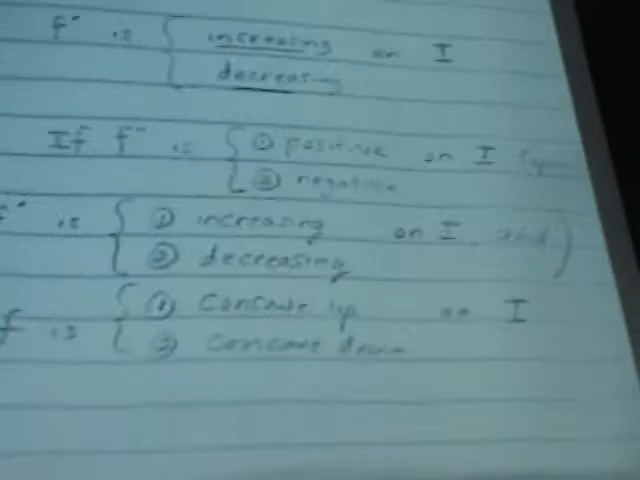 f' is { increasing on I
decreasing
If f" is { ① positive on I
② negative
f' is { ① increasing on I and )
② decreasing
f is { ① concave up on I
② concave down